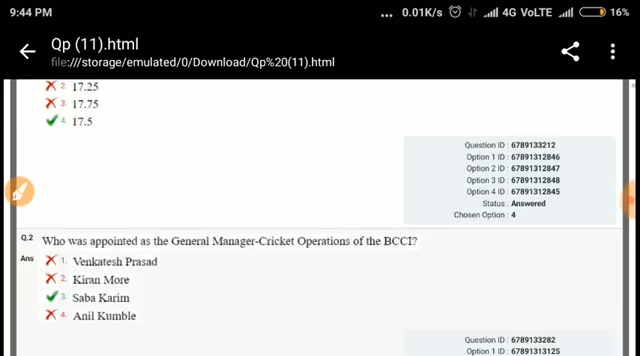 9:44 PM ... 0.01K/s 4G VoLTE 16%
Qp (11).html
file:///storage/emulated/0/Download/Qp%20(11).html
2. 17.25
3. 17.75
4. 17.5
Question ID : 6789133212
Option 1 ID : 67891312846
Option 2 ID : 67891312847
Option 3 ID : 67891312848
Option 4 ID : 67891312845
Status : Answered
Chosen Option : 4
Q.2 Who was appointed as the General Manager-Cricket Operations of the BCCI?
Ans 1. Venkatesh Prasad
2. Kiran More
3. Saba Karim
4. Anil Kumble
Question ID : 6789133282
Option 1 ID : 67891313125